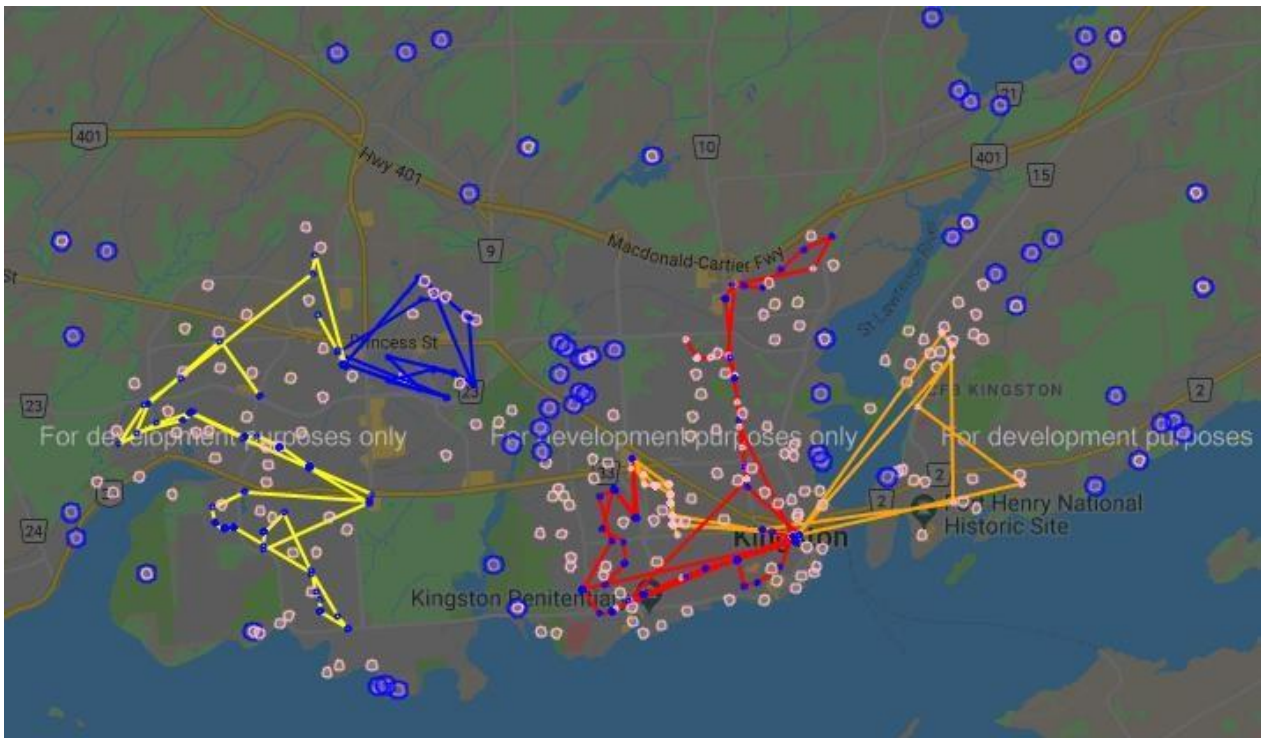 21
401
10
401
Hwy 401
15
9
Macdonald-Cartier Fwy
St Lawrence River
St
Princess St
23
2
CFB KINGSTON
23
For development purposes only
For development purposes only
For development purposes
33
2
2
Fort Henry National
Historic Site
24
Kingston
Kingston Penitentiary